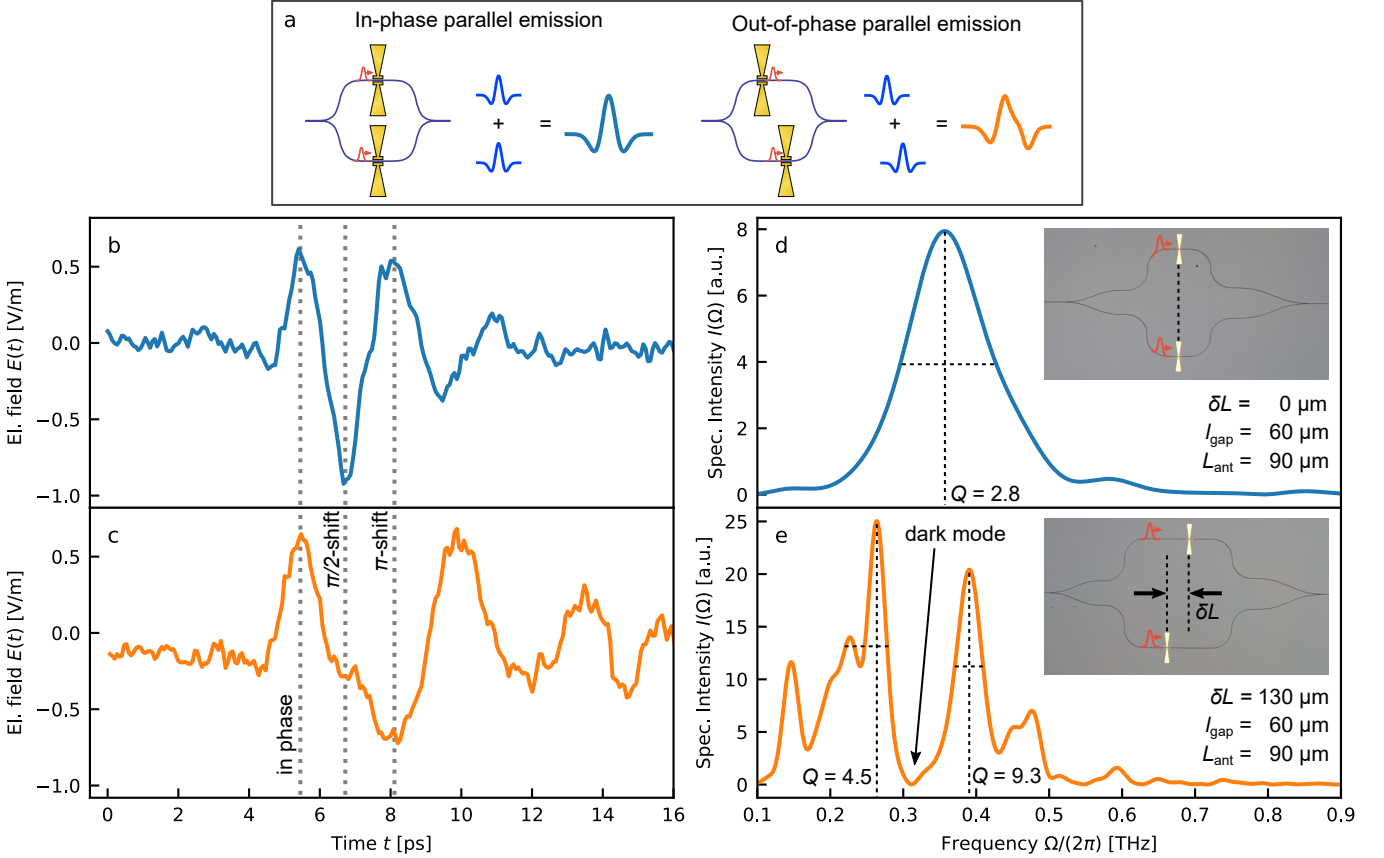 a
In-phase parallel emission
Out-of-phase parallel emission
+
=
+
=
b
El. field E(t) [V/m]
0.5
0.0
−0.5
−1.0
c
El. field E(t) [V/m]
0.5
0.0
−0.5
−1.0
in phase
π/2-shift
π-shift
0 2 4 6 8 10 12 14 16
Time t [ps]
d
Spec. Intensity I(Ω) [a.u.]
8
6
4
2
0
Q = 2.8
δL = 0 µm
lgap = 60 µm
Lant = 90 µm
e
Spec. Intensity I(Ω) [a.u.]
25
20
15
10
5
0
dark mode
Q = 4.5
Q = 9.3
δL
δL = 130 µm
lgap = 60 µm
Lant = 90 µm
0.1 0.2 0.3 0.4 0.5 0.6 0.7 0.8 0.9
Frequency Ω/(2π) [THz]